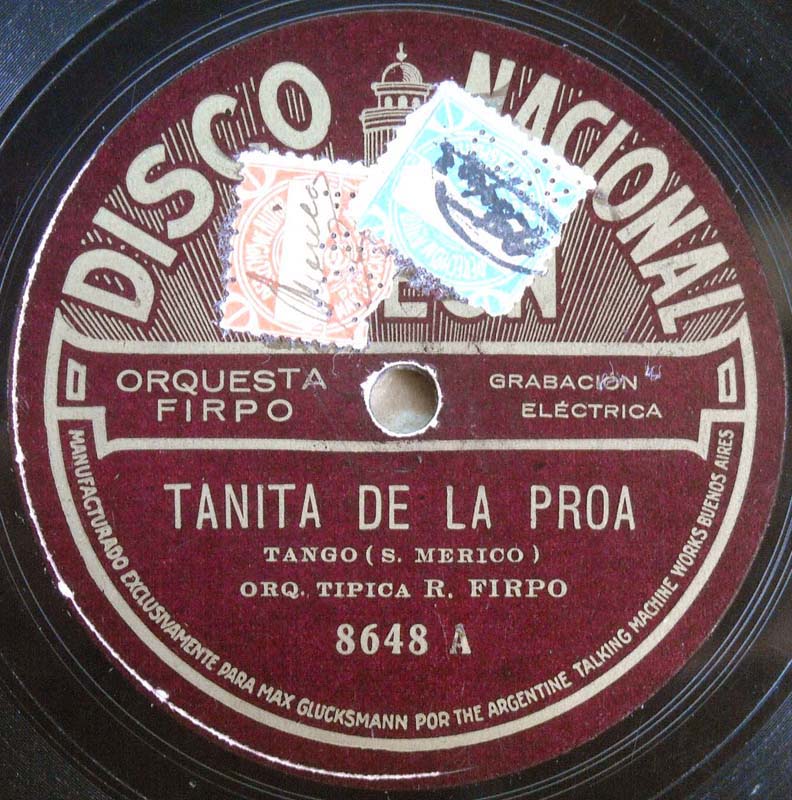 DISCO NACIONAL
ORQUESTA
FIRPO
GRABACION
ELÉCTRICA
TANITA DE LA PROA
TANGO ( S. MERICO )
ORQ. TIPICA R. FIRPO
8648 A
MANUFACTURADO EXCLUSIVAMENTE PARA MAX GLUCKSMANN POR THE ARGENTINE TALKING MACHINE WORKS BUENOS AIRES